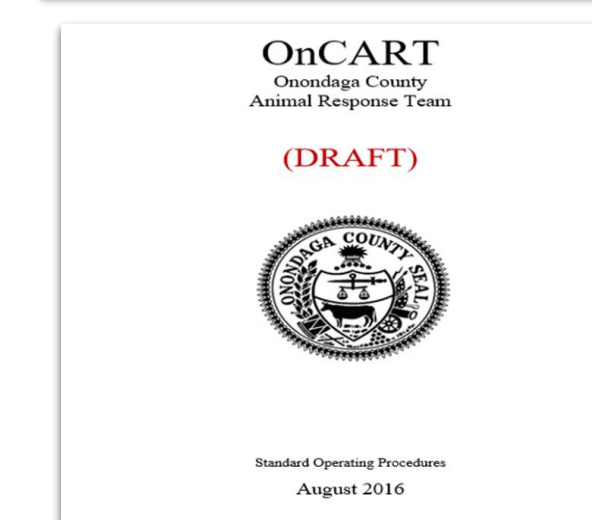 OnCART
Onondaga County
Animal Response Team
(DRAFT)
ONONDAGA COUNTY SEAL
Standard Operating Procedures
August 2016